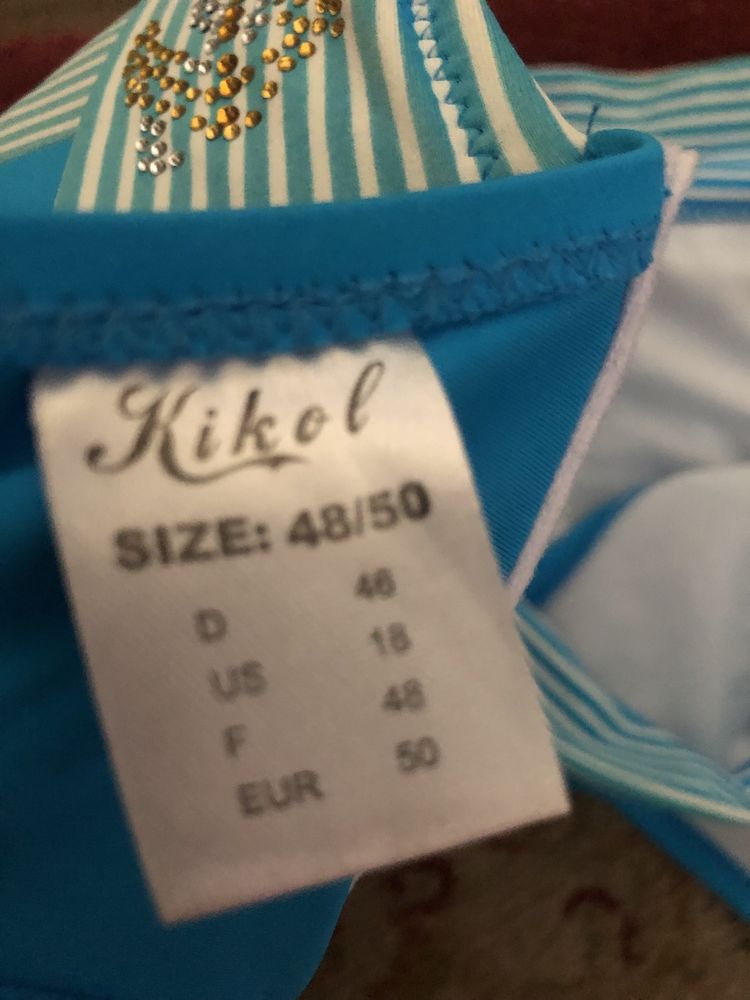 Kikol
SIZE: 48/50
D 46
US 18
F 48
EUR 50